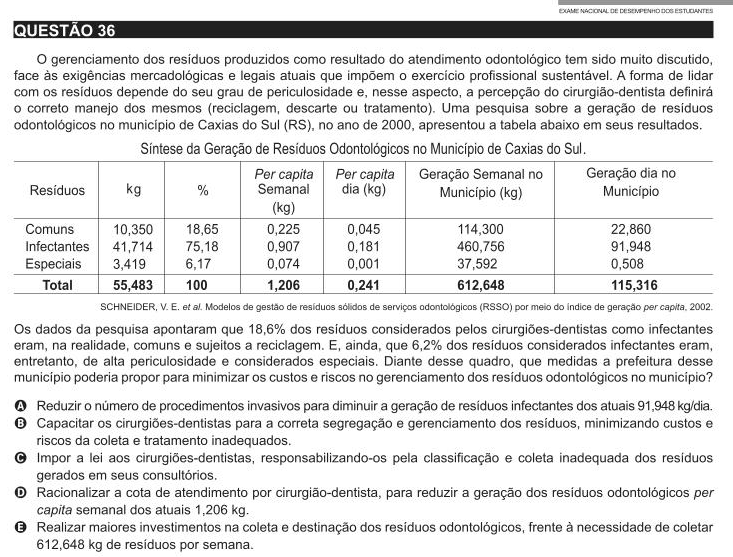 EXAME NACIONAL DE DESEMPENHO DOS ESTUDANTES
QUESTÃO 36
O gerenciamento dos resíduos produzidos como resultado do atendimento odontológico tem sido muito discutido,
face às exigências mercadológicas e legais atuais que impõem o exercício profissional sustentável. A forma de lidar
com os resíduos depende do seu grau de periculosidade e, nesse aspecto, a percepção do cirurgião-dentista definirá
o correto manejo dos mesmos (reciclagem, descarte ou tratamento). Uma pesquisa sobre a geração de resíduos
odontológicos no município de Caxias do Sul (RS), no ano de 2000, apresentou a tabela abaixo em seus resultados.
Síntese da Geração de Resíduos Odontológicos no Município de Caxias do Sul.
Resíduos kg % Per capita Semanal (kg) Per capita dia (kg) Geração Semanal no Município (kg) Geração dia no Município
Comuns 10,350 18,65 0,225 0,045 114,300 22,860
Infectantes 41,714 75,18 0,907 0,181 460,756 91,948
Especiais 3,419 6,17 0,074 0,001 37,592 0,508
Total 55,483 100 1,206 0,241 612,648 115,316
SCHNEIDER, V. E. et al. Modelos de gestão de resíduos sólidos de serviços odontológicos (RSSO) por meio do índice de geração per capita, 2002.
Os dados da pesquisa apontaram que 18,6% dos resíduos considerados pelos cirurgiões-dentistas como infectantes
eram, na realidade, comuns e sujeitos a reciclagem. E, ainda, que 6,2% dos resíduos considerados infectantes eram,
entretanto, de alta periculosidade e considerados especiais. Diante desse quadro, que medidas a prefeitura desse
município poderia propor para minimizar os custos e riscos no gerenciamento dos resíduos odontológicos no município?
A Reduzir o número de procedimentos invasivos para diminuir a geração de resíduos infectantes dos atuais 91,948 kg/dia.
B Capacitar os cirurgiões-dentistas para a correta segregação e gerenciamento dos resíduos, minimizando custos e
riscos da coleta e tratamento inadequados.
C Impor a lei aos cirurgiões-dentistas, responsabilizando-os pela classificação e coleta inadequada dos resíduos
gerados em seus consultórios.
D Racionalizar a cota de atendimento por cirurgião-dentista, para reduzir a geração dos resíduos odontológicos per
capita semanal dos atuais 1,206 kg.
E Realizar maiores investimentos na coleta e destinação dos resíduos odontológicos, frente à necessidade de coletar
612,648 kg de resíduos por semana.